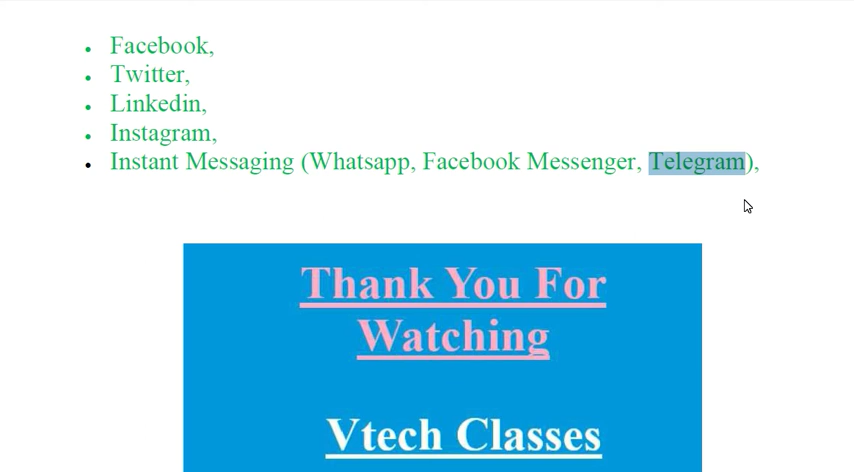 Facebook,
Twitter,
Linkedin,
Instagram,
Instant Messaging (Whatsapp, Facebook Messenger, Telegram),
Thank You For
Watching
Vtech Classes